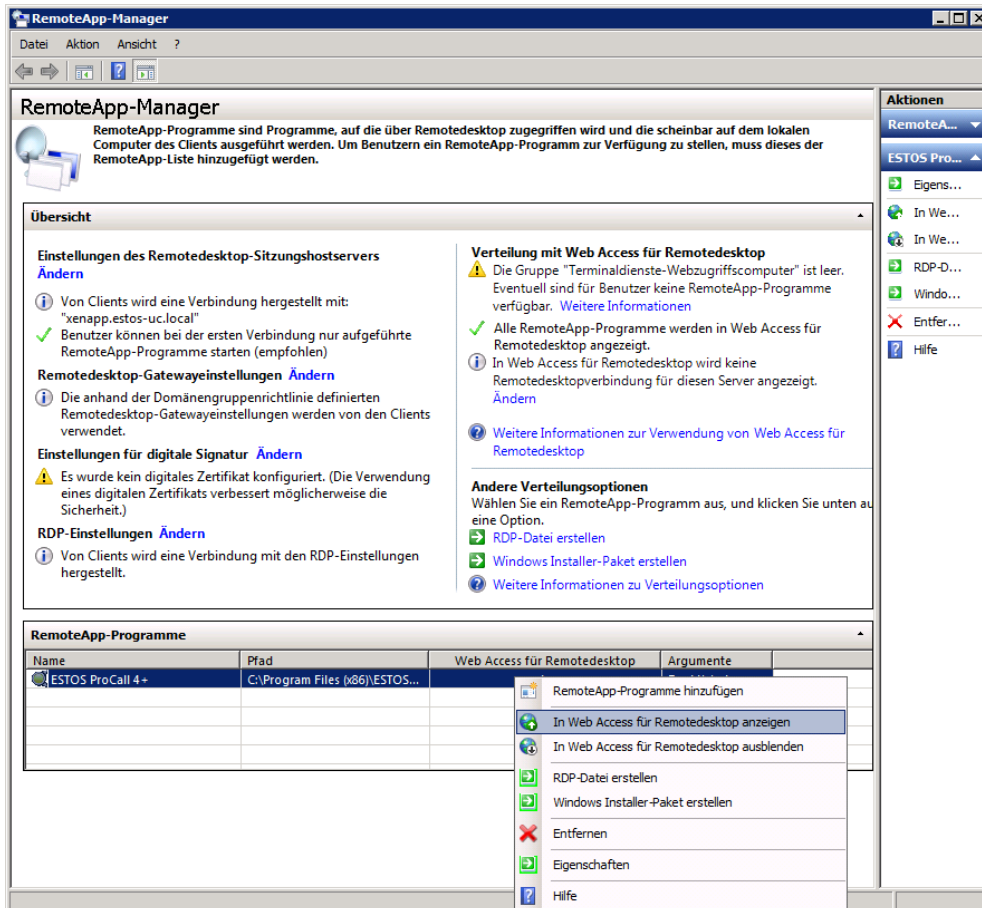 RemoteApp-Manager
Datei Aktion Ansicht ?
RemoteApp-Manager
RemoteApp-Programme sind Programme, auf die über Remotedesktop zugegriffen wird und die scheinbar auf dem lokalen
Computer des Clients ausgeführt werden. Um Benutzern ein RemoteApp-Programm zur Verfügung zu stellen, muss dieses der
RemoteApp-Liste hinzugefügt werden.
Übersicht
Einstellungen des Remotedesktop-Sitzungshostservers
Ändern
Von Clients wird eine Verbindung hergestellt mit:
"xenapp.estos-uc.local"
Benutzer können bei der ersten Verbindung nur aufgeführte
RemoteApp-Programme starten (empfohlen)
Remotedesktop-Gatewayeinstellungen Ändern
Die anhand der Domänengruppenrichtlinie definierten
Remotedesktop-Gatewayeinstellungen werden von den Clients
verwendet.
Einstellungen für digitale Signatur Ändern
Es wurde kein digitales Zertifikat konfiguriert. (Die Verwendung
eines digitalen Zertifikats verbessert möglicherweise die
Sicherheit.)
RDP-Einstellungen Ändern
Von Clients wird eine Verbindung mit den RDP-Einstellungen
hergestellt.
Verteilung mit Web Access für Remotedesktop
Die Gruppe "Terminaldienste-Webzugriffscomputer" ist leer.
Eventuell sind für Benutzer keine RemoteApp-Programme
verfügbar. Weitere Informationen
Alle RemoteApp-Programme werden in Web Access für
Remotedesktop angezeigt.
In Web Access für Remotedesktop wird keine
Remotedesktopverbindung für diesen Server angezeigt.
Ändern
Weitere Informationen zur Verwendung von Web Access für
Remotedesktop
Andere Verteilungsoptionen
Wählen Sie ein RemoteApp-Programm aus, und klicken Sie unten au
eine Option.
RDP-Datei erstellen
Windows Installer-Paket erstellen
Weitere Informationen zu Verteilungsoptionen
RemoteApp-Programme
Name Pfad Web Access für Remotedesktop Argumente
ESTOS ProCall 4+ C:\Program Files (x86)\ESTOS...
RemoteApp-Programme hinzufügen
In Web Access für Remotedesktop anzeigen
In Web Access für Remotedesktop ausblenden
RDP-Datei erstellen
Windows Installer-Paket erstellen
Entfernen
Eigenschaften
Hilfe
Aktionen
RemoteA...
ESTOS Pro...
Eigens...
In We...
In We...
RDP-D...
Windo...
Entfer...
Hilfe